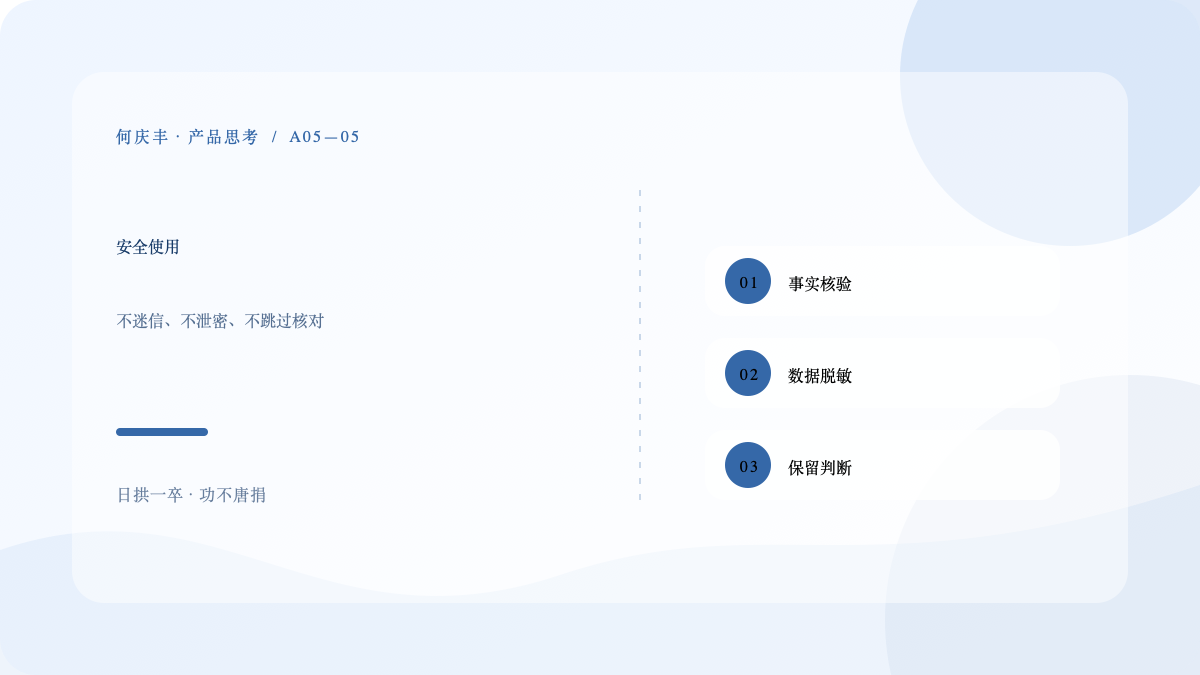 何庆丰 · 产品思考 / A05—05
安全使用
不迷信、不泄密、不跳过核对
日拱一卒 · 功不唐捐
01 事实核验
02 数据脱敏
03 保留判断